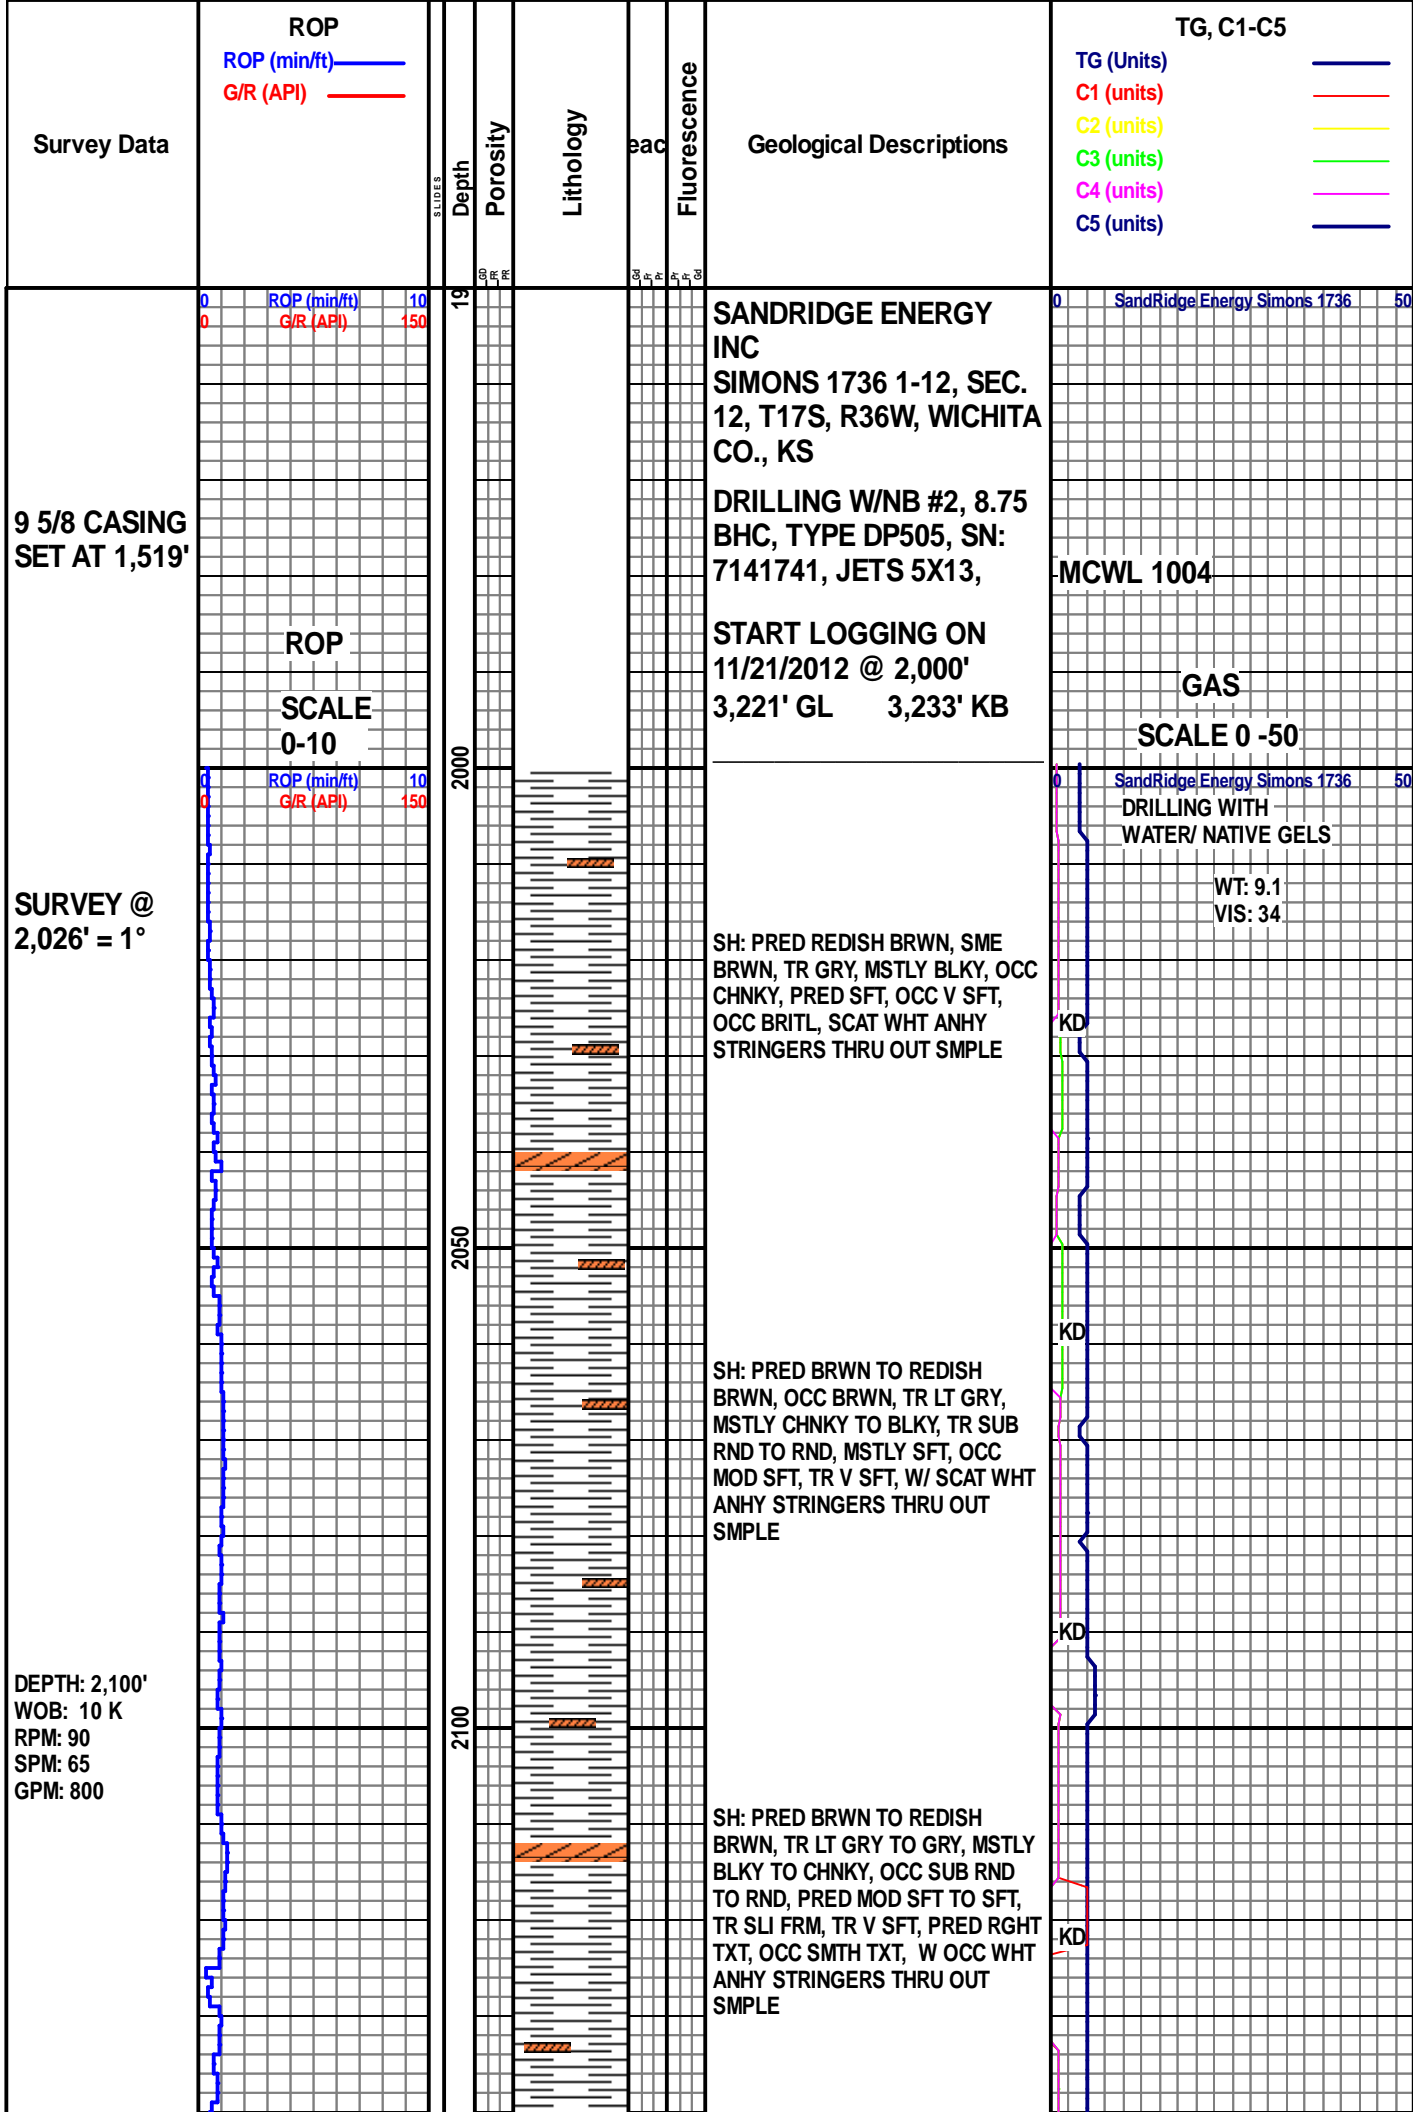 Survey Data
ROP
ROP (min/ft)
G/R (API)
SLIDES
Depth
Porosity
GD
FR
PR
Lithology
eac
Gd
Fr
Pr
Fluorescence
Pr
Fr
Gd
Geological Descriptions
TG, C1-C5
TG (Units)
C1 (units)
C2 (units)
C3 (units)
C4 (units)
C5 (units)
0 ROP (min/ft) 10
0 G/R (API) 150
19
0 SandRidge Energy Simons 1736 50
SANDRIDGE ENERGY
INC
SIMONS 1736 1-12, SEC.
12, T17S, R36W, WICHITA
CO., KS
DRILLING W/NB #2, 8.75
BHC, TYPE DP505, SN:
7141741, JETS 5X13,
9 5/8 CASING
SET AT 1,519'
MCWL 1004
START LOGGING ON
11/21/2012 @ 2,000'
3,221' GL 3,233' KB
ROP
SCALE
0-10
GAS
SCALE 0 -50
2000
0 ROP (min/ft) 10
0 G/R (API) 150
0 SandRidge Energy Simons 1736 50
DRILLING WITH
WATER/ NATIVE GELS
WT: 9.1
VIS: 34
SURVEY @
2,026' = 1°
SH: PRED REDISH BRWN, SME
BRWN, TR GRY, MSTLY BLKY, OCC
CHNKY, PRED SFT, OCC V SFT,
OCC BRITL, SCAT WHT ANHY
STRINGERS THRU OUT SMPLE
KD
2050
KD
SH: PRED BRWN TO REDISH
BRWN, OCC BRWN, TR LT GRY,
MSTLY CHNKY TO BLKY, TR SUB
RND TO RND, MSTLY SFT, OCC
MOD SFT, TR V SFT, W/ SCAT WHT
ANHY STRINGERS THRU OUT
SMPLE
KD
DEPTH: 2,100'
WOB: 10 K
RPM: 90
SPM: 65
GPM: 800
2100
SH: PRED BRWN TO REDISH
BRWN, TR LT GRY TO GRY, MSTLY
BLKY TO CHNKY, OCC SUB RND
TO RND, PRED MOD SFT TO SFT,
TR SLI FRM, TR V SFT, PRED RGHT
TXT, OCC SMTH TXT, W OCC WHT
ANHY STRINGERS THRU OUT
SMPLE
KD